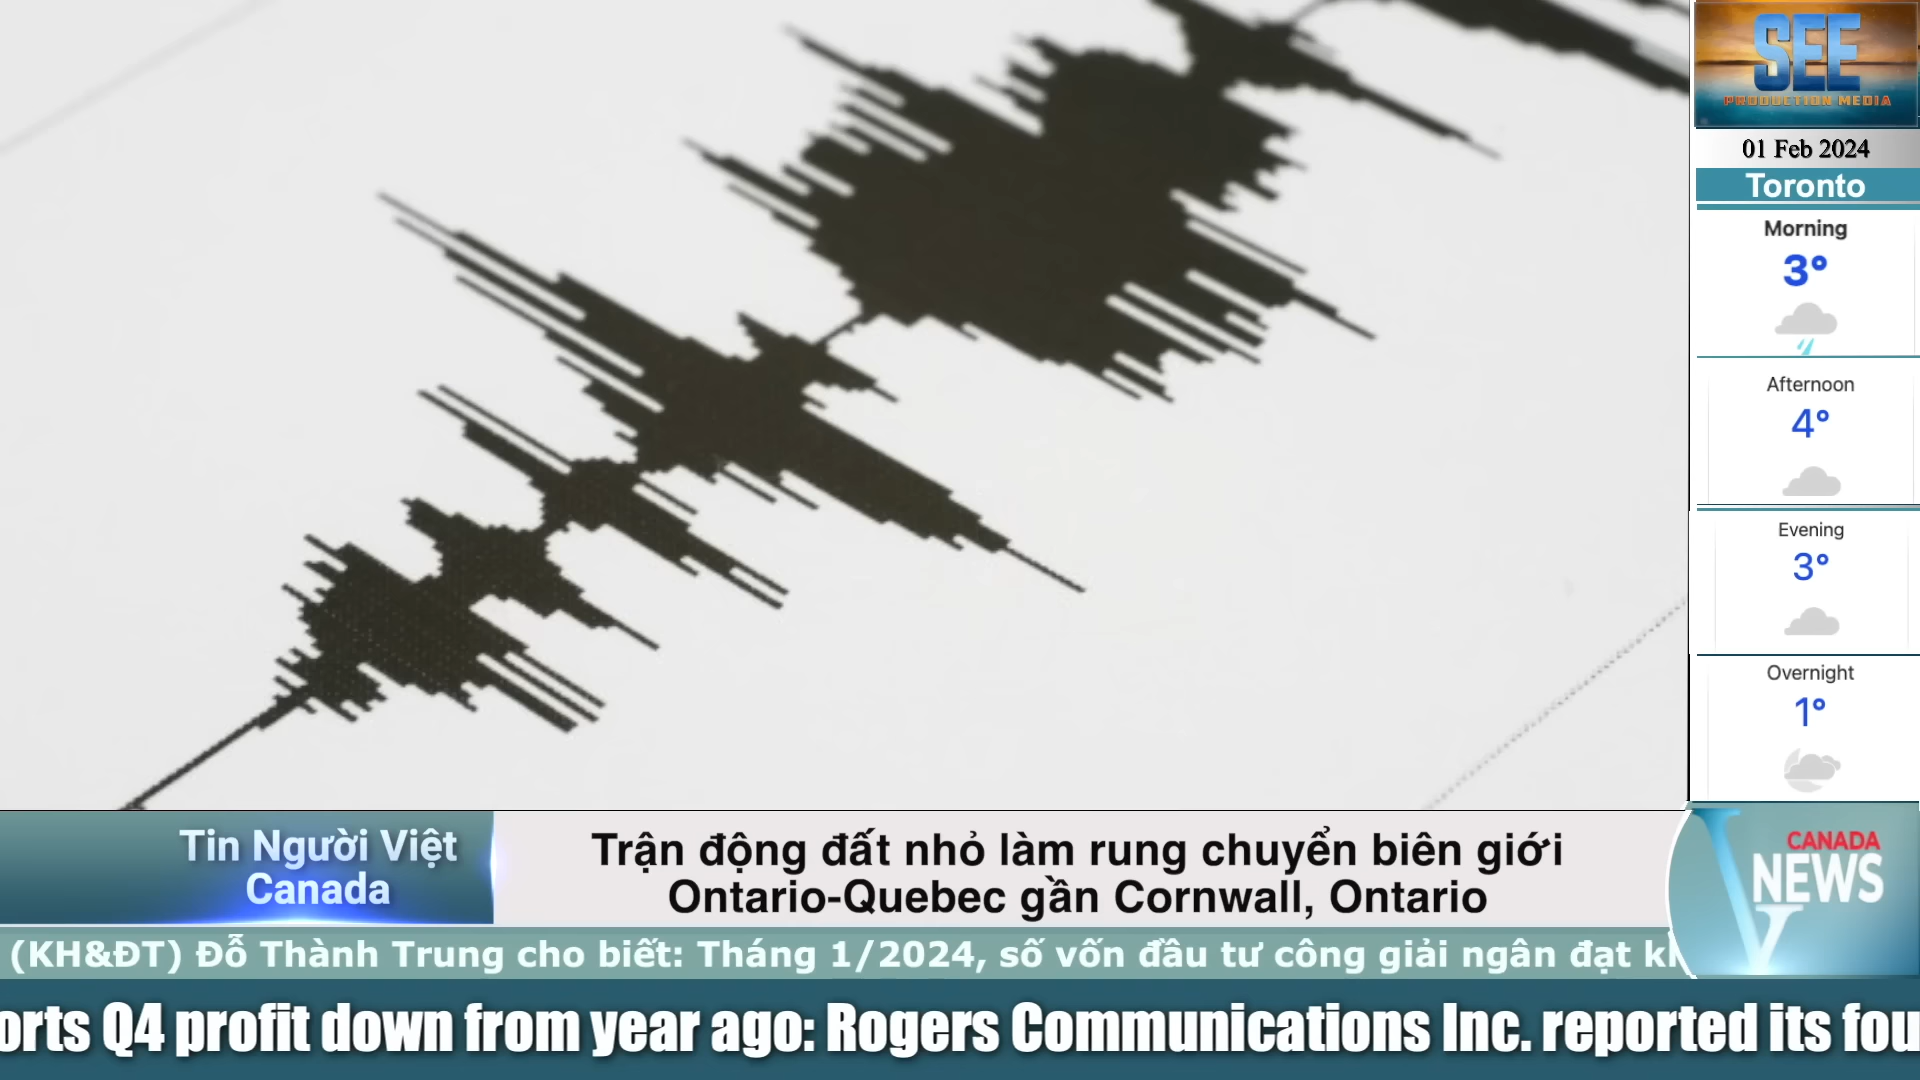 SEE
PRODUCTION MEDIA
01 Feb 2024
Toronto
Morning
3°
Afternoon
4°
Evening
3°
Overnight
1°
Tin Người Việt
Canada
Trận động đất nhỏ làm rung chuyển biên giới
Ontario-Quebec gần Cornwall, Ontario
CANADA
NEWS
V
(KH&ĐT) Đỗ Thành Trung cho biết: Tháng 1/2024, số vốn đầu tư công giải ngân đạt
Q4 profit down from year ago: Rogers Communications Inc. reported its